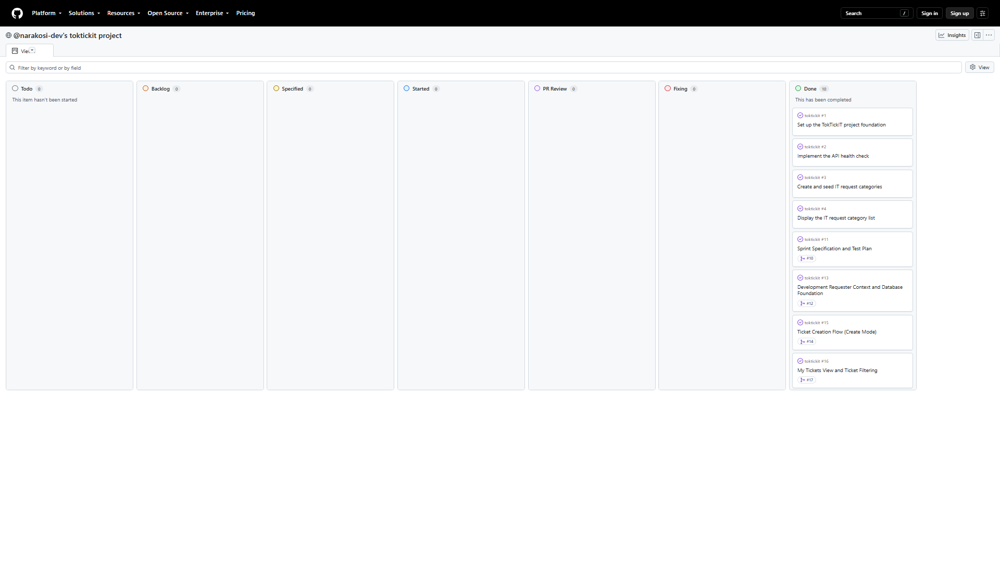 Platform
Solutions
Resources
Open Source
Enterprise
Pricing
Search /
Sign in
Sign up
@narakosi-dev's toktickit project
Insights
Filter by keyword or by field
View
Todo 0
This item hasn't been started
Backlog 0
Specified 0
Started 0
PR Review 0
Fixing 0
Done 10
This has been completed
toktickit #1
Set up the TokTickIT project foundation
toktickit #2
Implement the API health check
toktickit #3
Create and seed IT request categories
toktickit #4
Display the IT request category list
toktickit #11
Sprint Specification and Test Plan
#10
toktickit #13
Development Requester Context and Database
Foundation
#12
toktickit #15
Ticket Creation Flow (Create Mode)
#14
toktickit #16
My Tickets View and Ticket Filtering
#17